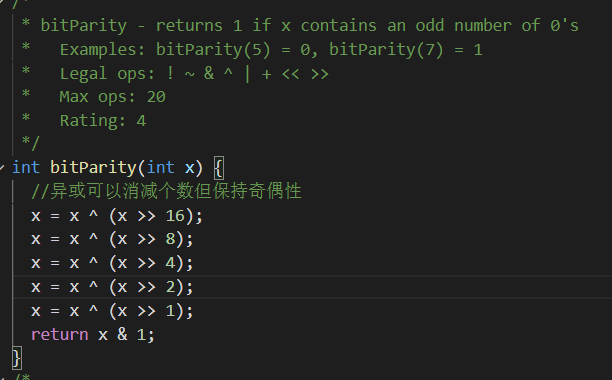 /*
* bitParity - returns 1 if x contains an odd number of 0's
*   Examples: bitParity(5) = 0, bitParity(7) = 1
*   Legal ops: ! ~ & ^ | + << >>
*   Max ops: 20
*   Rating: 4
*/
int bitParity(int x) {
  //异或可以消减个数但保持奇偶性
  x = x ^ (x >> 16);
  x = x ^ (x >> 8);
  x = x ^ (x >> 4);
  x = x ^ (x >> 2);
  x = x ^ (x >> 1);
  return x & 1;
}
/*